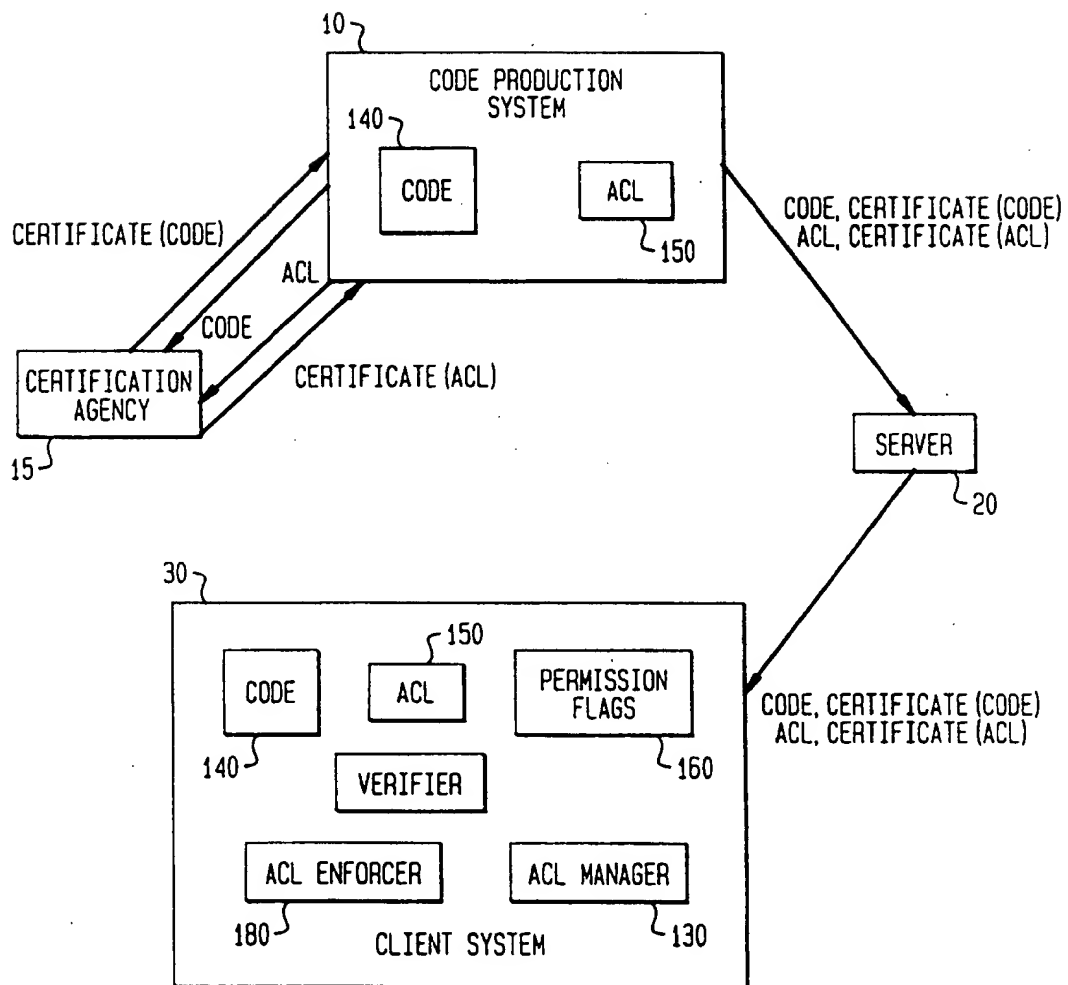 10
CODE PRODUCTION
SYSTEM
140
CODE
ACL
150
CERTIFICATE (CODE)
ACL
CODE
CERTIFICATE (ACL)
CERTIFICATION
AGENCY
15
CODE, CERTIFICATE (CODE)
ACL, CERTIFICATE (ACL)
SERVER
20
30
150
CODE
ACL
PERMISSION
FLAGS
140
160
CODE, CERTIFICATE (CODE)
ACL, CERTIFICATE (ACL)
VERIFIER
ACL ENFORCER
ACL MANAGER
180
130
CLIENT SYSTEM